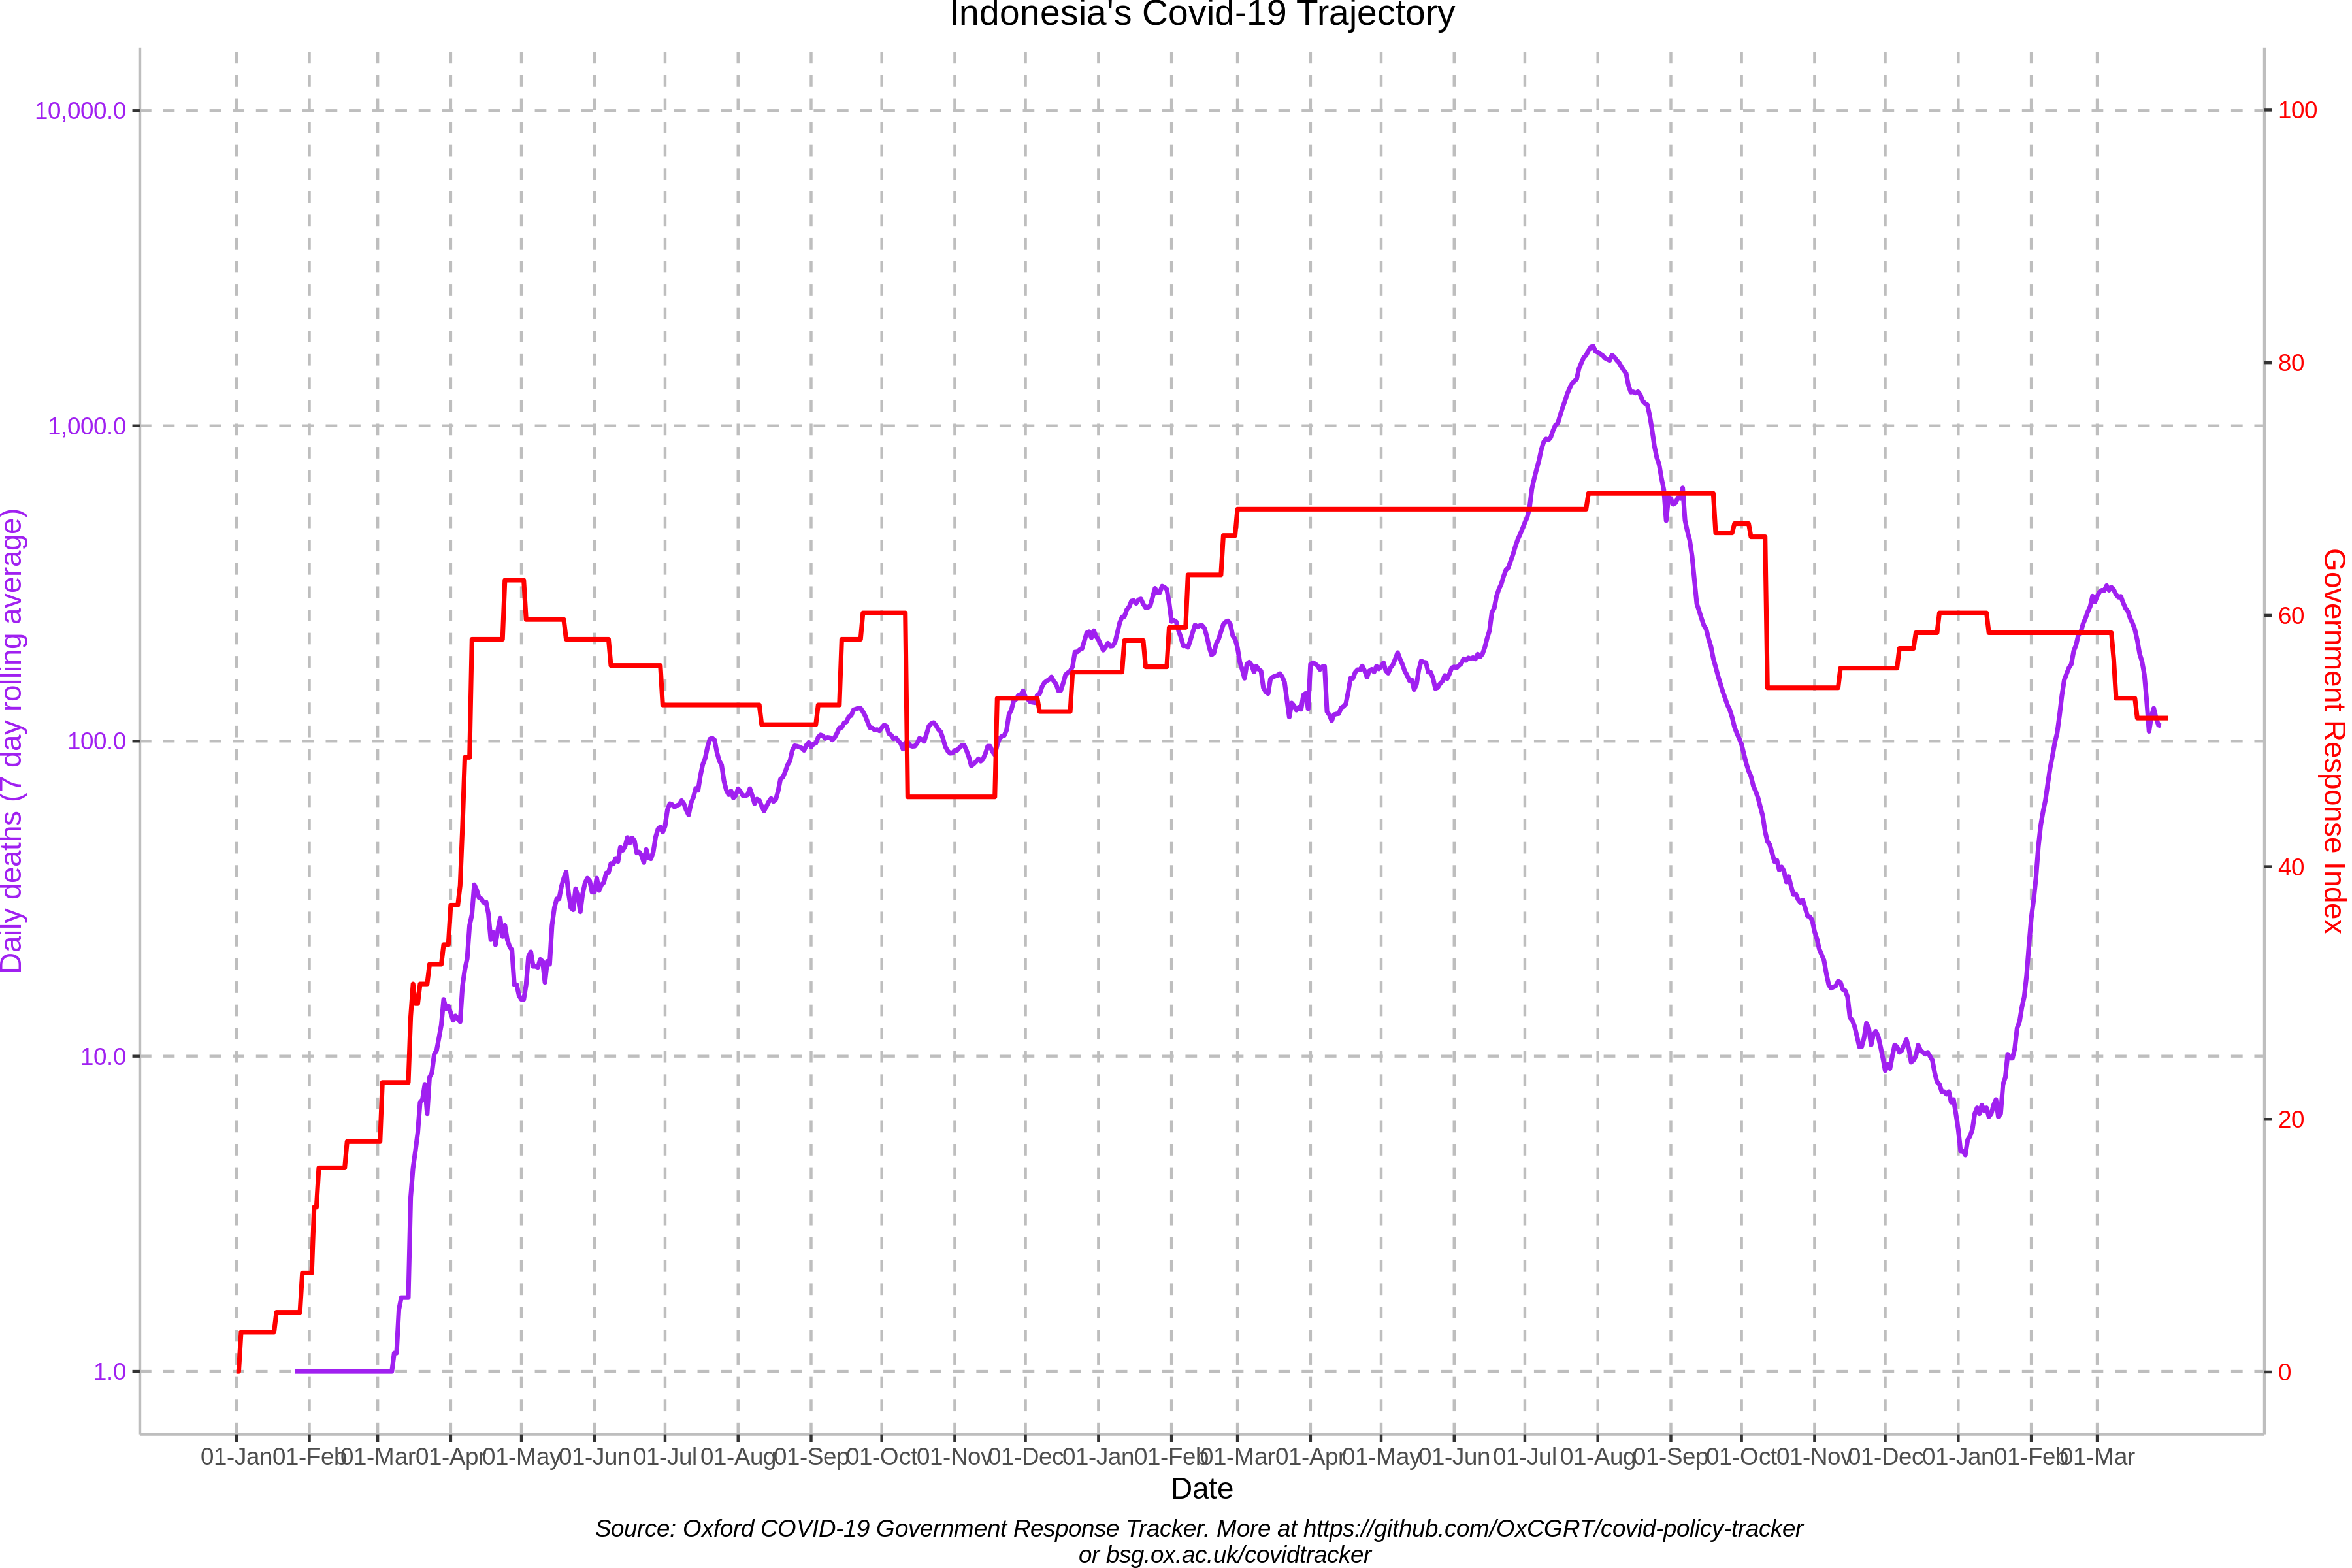 Indonesia's Covid-19 Trajectory
10,000.0
1,000.0
100.0
10.0
1.0
Daily deaths (7 day rolling average)
100
80
60
40
20
0
Government Response Index
01-Jan 01-Feb 01-Mar 01-Apr 01-May 01-Jun 01-Jul 01-Aug 01-Sep 01-Oct 01-Nov 01-Dec 01-Jan 01-Feb 01-Mar 01-Apr 01-May 01-Jun 01-Jul 01-Aug 01-Sep 01-Oct 01-Nov 01-Dec 01-Jan 01-Feb 01-Mar
Date
Source: Oxford COVID-19 Government Response Tracker. More at https://github.com/OxCGRT/covid-policy-tracker
or bsg.ox.ac.uk/covidtracker